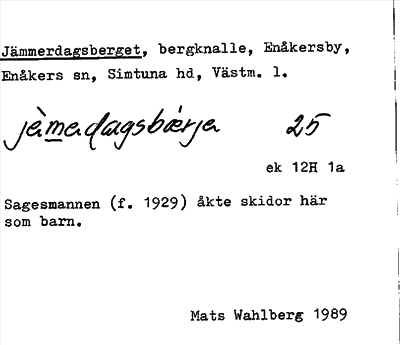 Jämmerdagsberget, bergknalle, Enåkersby,
Enåkers sn, Simtuna hd, Västm. l.
jèmedagsbærja 25
ek 12H 1a
Sagesmannen (f. 1929) åkte skidor här
som barn.
Mats Wahlberg 1989